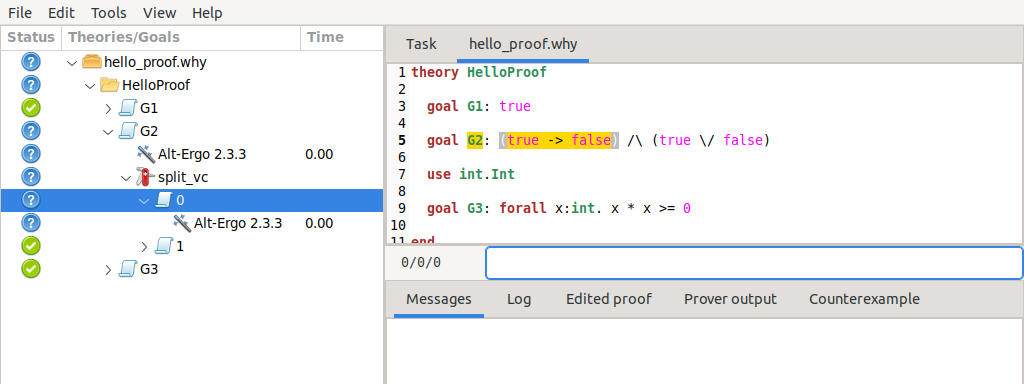 File Edit Tools View Help
Status Theories/Goals Time
hello_proof.why
HelloProof
G1
G2
Alt-Ergo 2.3.3 0.00
split_vc
0
Alt-Ergo 2.3.3 0.00
1
G3
Task hello_proof.why
1 theory HelloProof
2
3 goal G1: true
4
5 goal G2: (true -> false) /\ (true \/ false)
6
7 use int.Int
8
9 goal G3: forall x:int. x * x >= 0
10
11 end
0/0/0
Messages Log Edited proof Prover output Counterexample